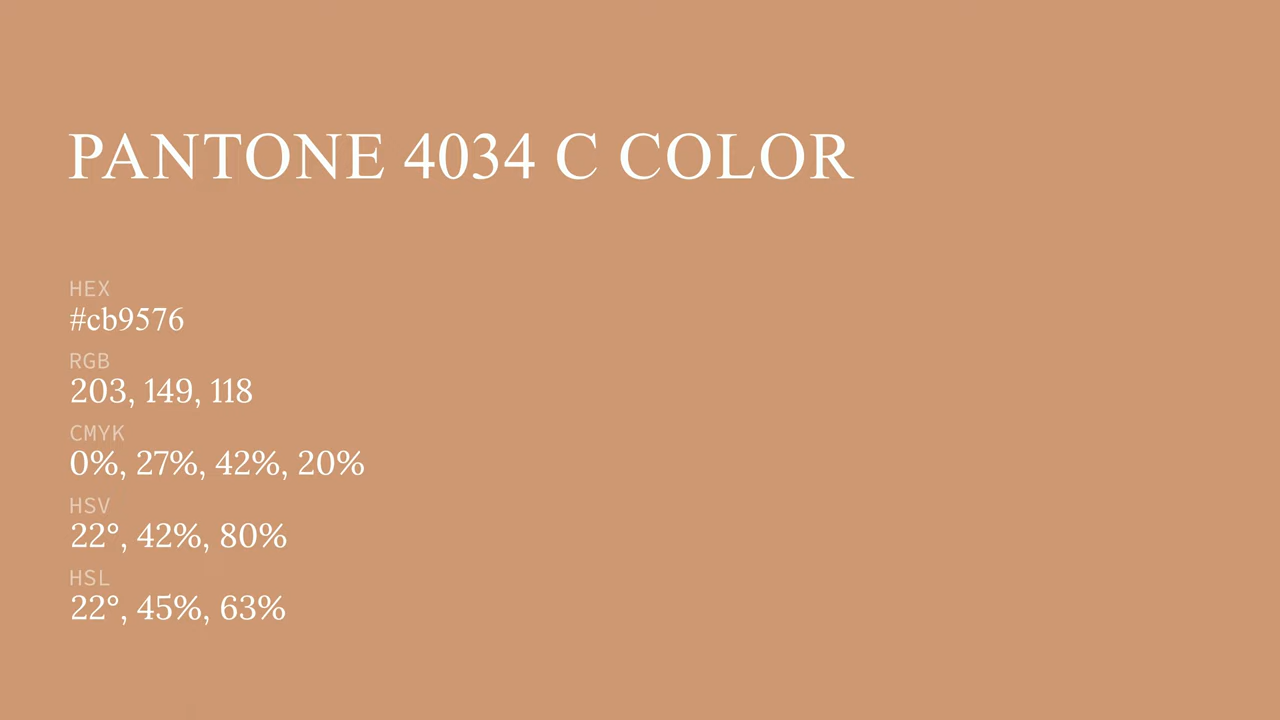 PANTONE 4034 C COLOR
HEX
#cb9576
RGB
203, 149, 118
CMYK
0%, 27%, 42%, 20%
HSV
22°, 42%, 80%
HSL
22°, 45%, 63%